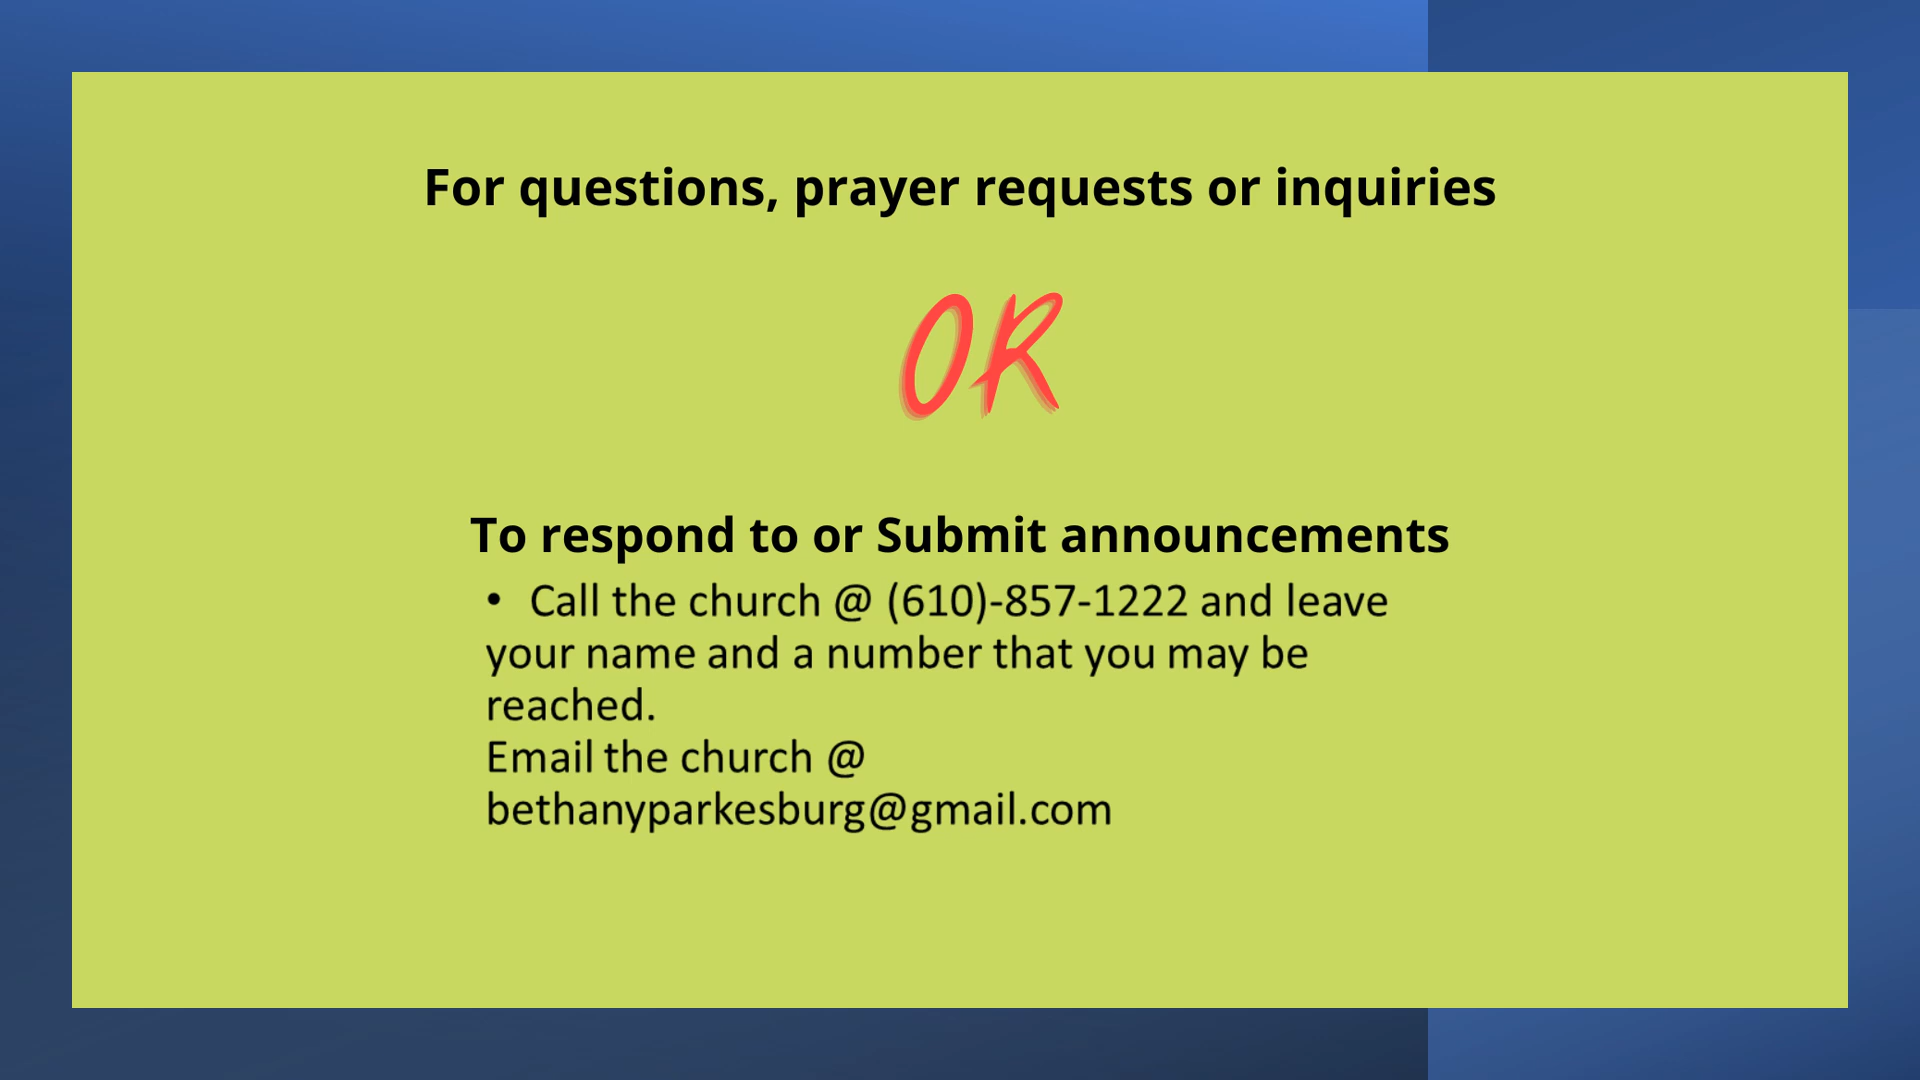 For questions, prayer requests or inquiries
OR
To respond to or Submit announcements
• Call the church @ (610)-857-1222 and leave
your name and a number that you may be
reached.
Email the church @
bethanyparkesburg@gmail.com